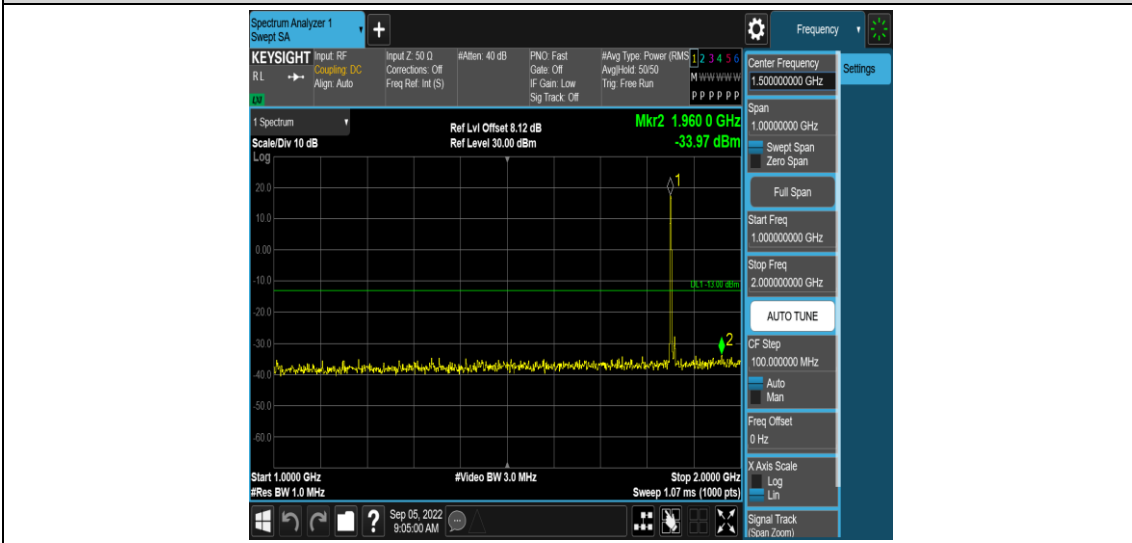 Spectrum Analyzer 1
Swept SA
+
Frequency
KEYSIGHT
RL
Input: RF
Coupling: DC
Align: Auto
Input Z: 50 Ω
Corrections: Off
Freq Ref: Int (S)
#Atten: 40 dB
PNO: Fast
Gate: Off
IF Gain: Low
Sig Track: Off
#Avg Type: Power (RMS
Avg|Hold: 50/50
Trig: Free Run
1 2 3 4 5 6
M W W W W W
P P P P P P
Center Frequency
1.500000000 GHz
Settings
1 Spectrum
Scale/Div 10 dB
Log
Ref Lvl Offset 8.12 dB
Ref Level 30.00 dBm
Mkr2 1.960 0 GHz
-33.97 dBm
20.0
10.0
0.00
-10.0
-20.0
-30.0
-40.0
-50.0
-60.0
1
DL1 -13.00 dBm
2
Start 1.0000 GHz
#Res BW 1.0 MHz
#Video BW 3.0 MHz
Stop 2.0000 GHz
Sweep 1.07 ms (1000 pts)
Span
1.00000000 GHz
Swept Span
Zero Span
Full Span
Start Freq
1.000000000 GHz
Stop Freq
2.000000000 GHz
AUTO TUNE
CF Step
100.000000 MHz
Auto
Man
Freq Offset
0 Hz
X Axis Scale
Log
Lin
Signal Track
(Span Zoom)
?
Sep 05, 2022
9:05:00 AM